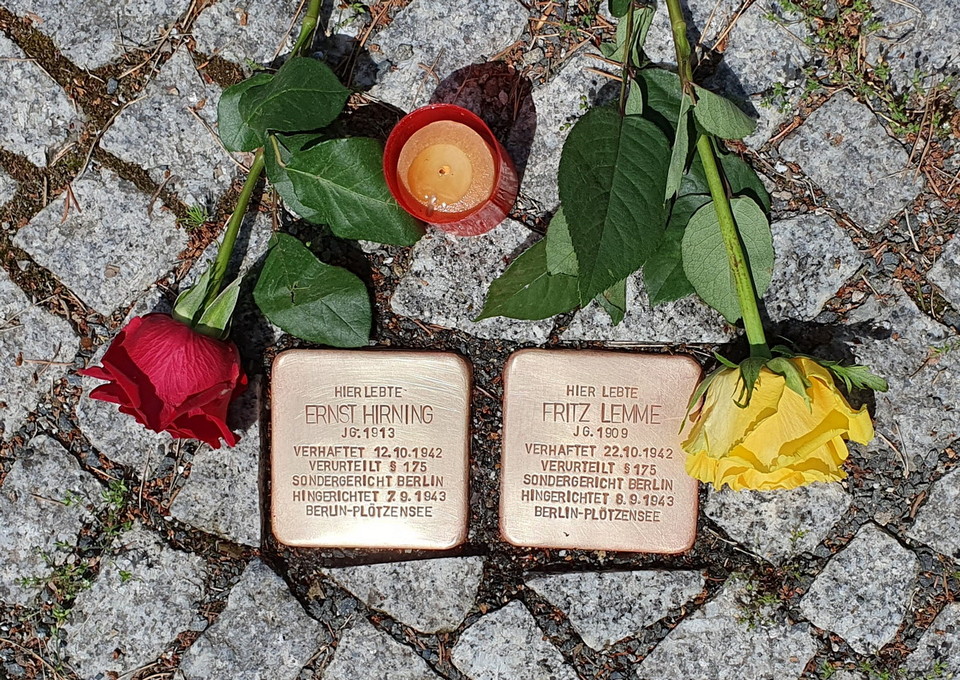 HIER LEBTE
ERNST HIRNING
JG. 1913
VERHAFTET 12.10.1942
VERURTEILT § 175
SONDERGERICHT BERLIN
HINGERICHTET 7.9.1943
BERLIN-PLÖTZENSEE
HIER LEBTE
FRITZ LEMME
JG. 1909
VERHAFTET 22.10.1942
VERURTEILT § 175
SONDERGERICHT BERLIN
HINGERICHTET 8.9.1943
BERLIN-PLÖTZENSEE